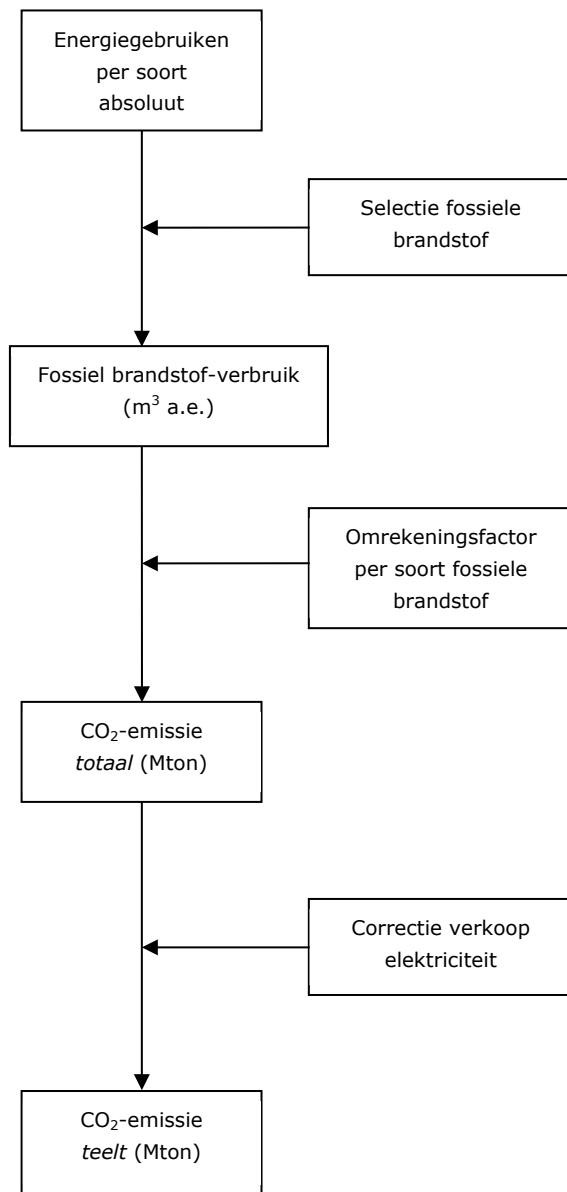 Energiegebruiken
per soort
absoluut
Selectie fossiele
brandstof
Fossiel brandstof-verbruik
(m³ a.e.)
Omrekeningsfactor
per soort fossiele
brandstof
CO₂-emissie
totaal (Mton)
Correctie verkoop
elektriciteit
CO₂-emissie
teelt (Mton)